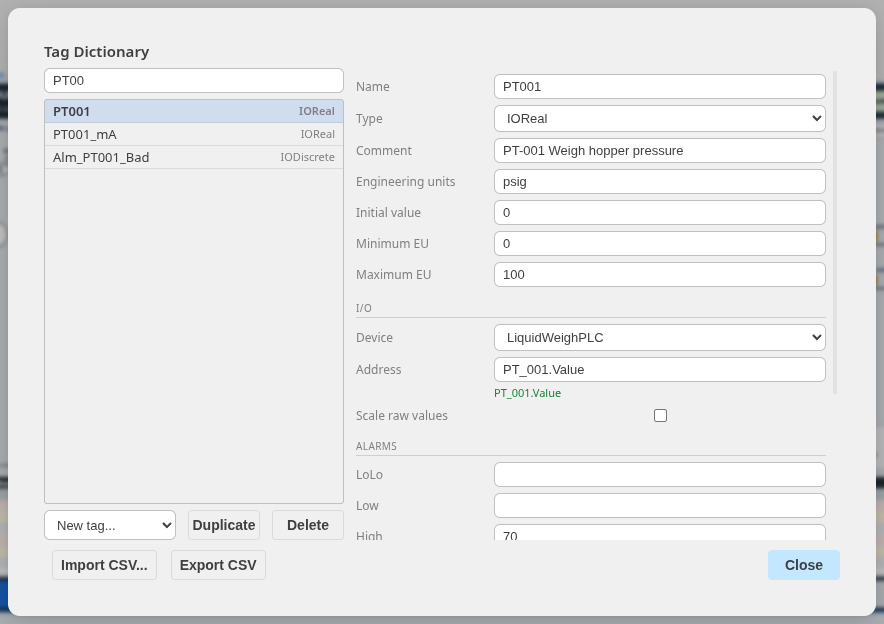 Tag Dictionary
PT00
PT001 IOReal
PT001_mA IOReal
Alm_PT001_Bad IODiscrete
New tag...
Duplicate
Delete
Import CSV...
Export CSV
Name PT001
Type IOReal
Comment PT-001 Weigh hopper pressure
Engineering units psig
Initial value 0
Minimum EU 0
Maximum EU 100
I/O
Device LiquidWeighPLC
Address PT_001.Value
PT_001.Value
Scale raw values
ALARMS
LoLo
Low
High 70
Close